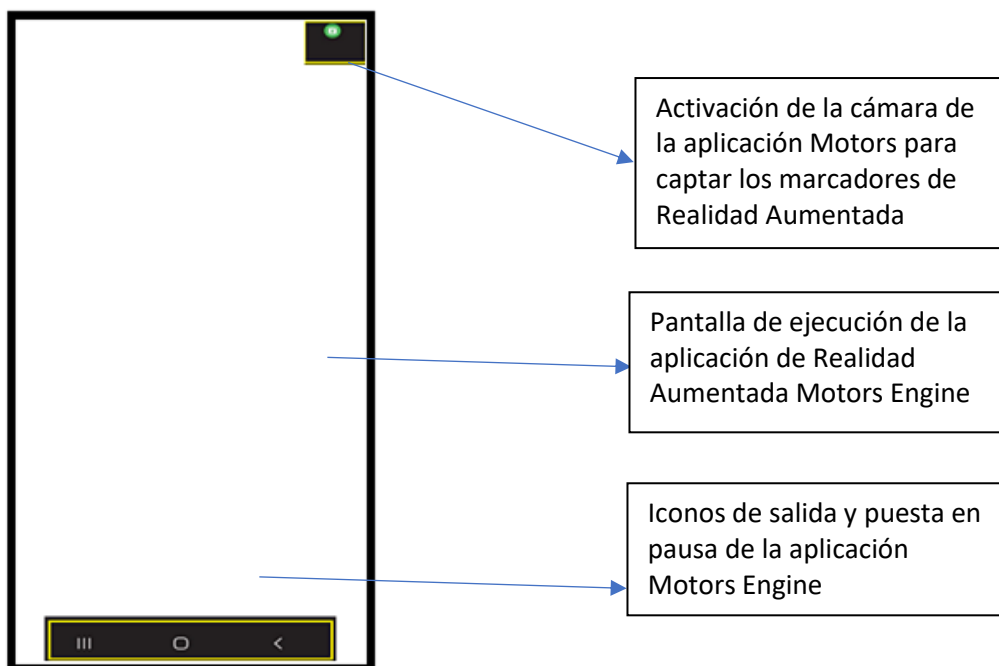 Activación de la cámara de
la aplicación Motors para
captar los marcadores de
Realidad Aumentada
Pantalla de ejecución de la
aplicación de Realidad
Aumentada Motors Engine
Iconos de salida y puesta en
pausa de la aplicación
Motors Engine